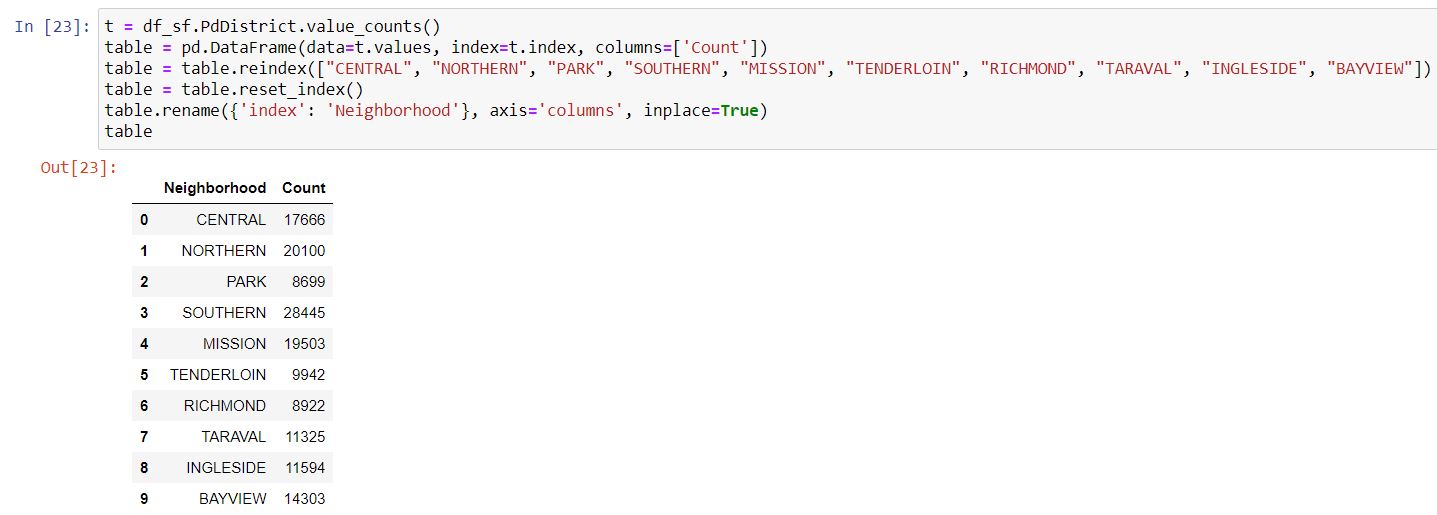 In [23]: t = df_sf.PdDistrict.value_counts()
table = pd.DataFrame(data=t.values, index=t.index, columns=['Count'])
table = table.reindex(["CENTRAL", "NORTHERN", "PARK", "SOUTHERN", "MISSION", "TENDERLOIN", "RICHMOND", "TARAVAL", "INGLESIDE", "BAYVIEW"])
table = table.reset_index()
table.rename({'index': 'Neighborhood'}, axis='columns', inplace=True)
table
Out[23]:
Neighborhood Count
0 CENTRAL 17666
1 NORTHERN 20100
2 PARK 8699
3 SOUTHERN 28445
4 MISSION 19503
5 TENDERLOIN 9942
6 RICHMOND 8922
7 TARAVAL 11325
8 INGLESIDE 11594
9 BAYVIEW 14303